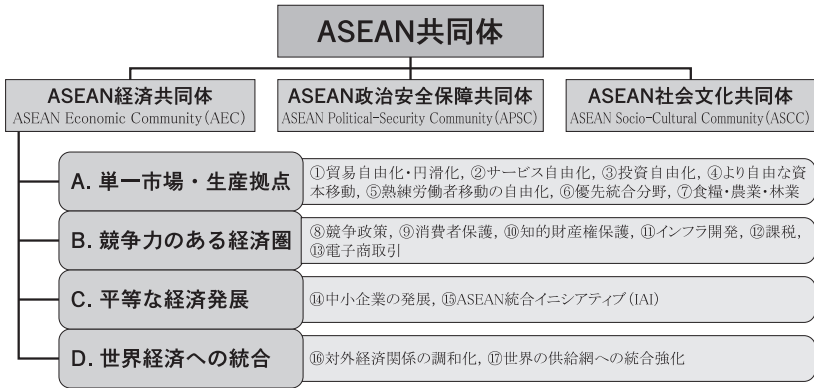 ASEAN共同体
ASEAN経済共同体
ASEAN Economic Community(AEC)
ASEAN政治安全保障共同体
ASEAN Political-Security Community(APSC)
ASEAN社会文化共同体
ASEAN Socio-Cultural Community(ASCC)
A. 単一市場・生産拠点
①貿易自由化・円滑化, ②サービス自由化, ③投資自由化, ④より自由な資
本移動, ⑤熟練労働者移動の自由化, ⑥優先統合分野, ⑦食糧・農業・林業
B. 競争力のある経済圏
⑧競争政策, ⑨消費者保護, ⑩知的財産権保護, ⑪インフラ開発, ⑫課税,
⑬電子商取引
C. 平等な経済発展
⑭中小企業の発展, ⑮ASEAN統合イニシアティブ(IAI)
D. 世界経済への統合
⑯対外経済関係の調和化, ⑰世界の供給網への統合強化